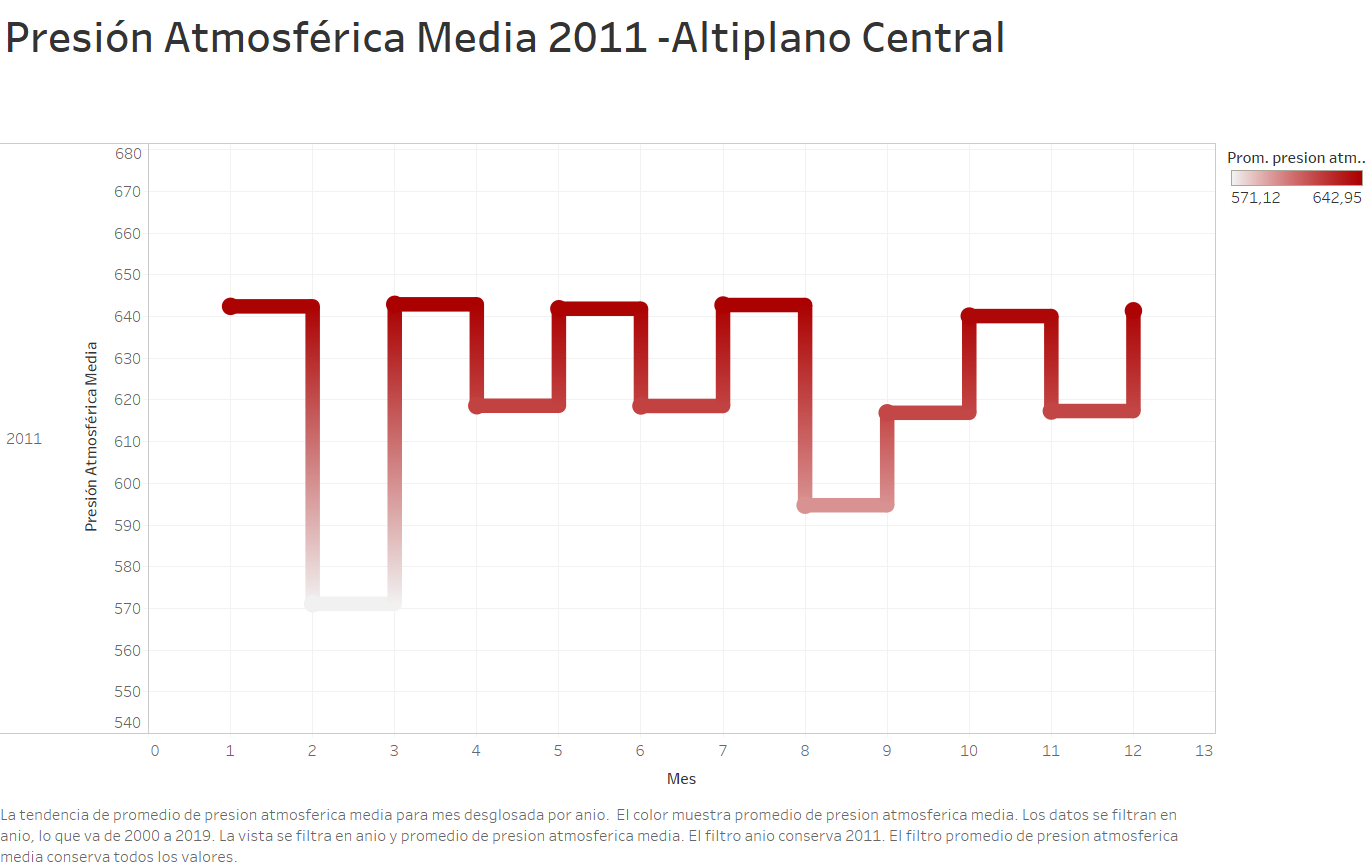 Presión Atmosférica Media 2011 -Altiplano Central
Prom. presion atm..
571,12 642,95
680
670
660
650
640
630
620
610
600
590
580
570
560
550
540
Presión Atmosférica Media
2011
0 1 2 3 4 5 6 7 8 9 10 11 12 13
Mes
La tendencia de promedio de presion atmosferica media para mes desglosada por anio.  El color muestra promedio de presion atmosferica media. Los datos se filtran en
anio, lo que va de 2000 a 2019. La vista se filtra en anio y promedio de presion atmosferica media. El filtro anio conserva 2011. El filtro promedio de presion atmosferica
media conserva todos los valores.